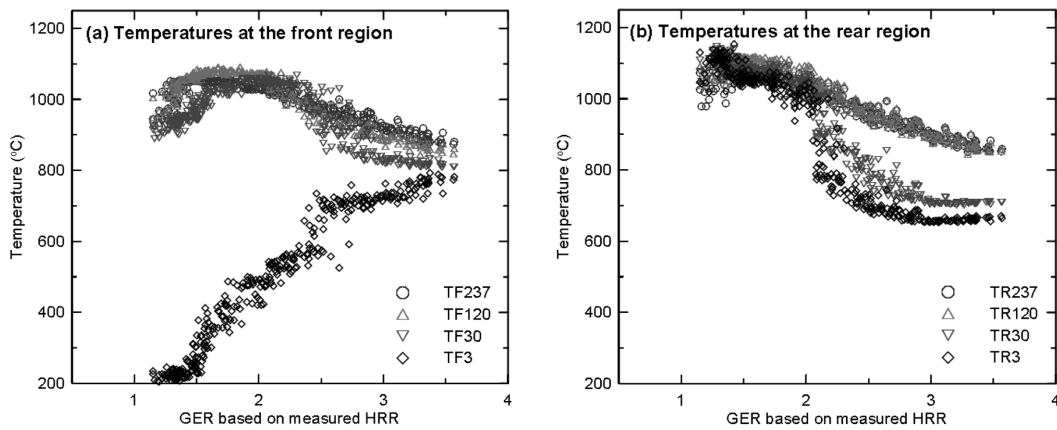 (a) Temperatures at the front region
1200
1000
800
600
400
200
Temperature (°C)
TF237
TF120
TF30
TF3
1
2
3
4
GER based on measured HRR
(b) Temperatures at the rear region
1200
1000
800
600
400
200
Temperature (°C)
TR237
TR120
TR30
TR3
0
1
2
3
4
GER based on measured HRR